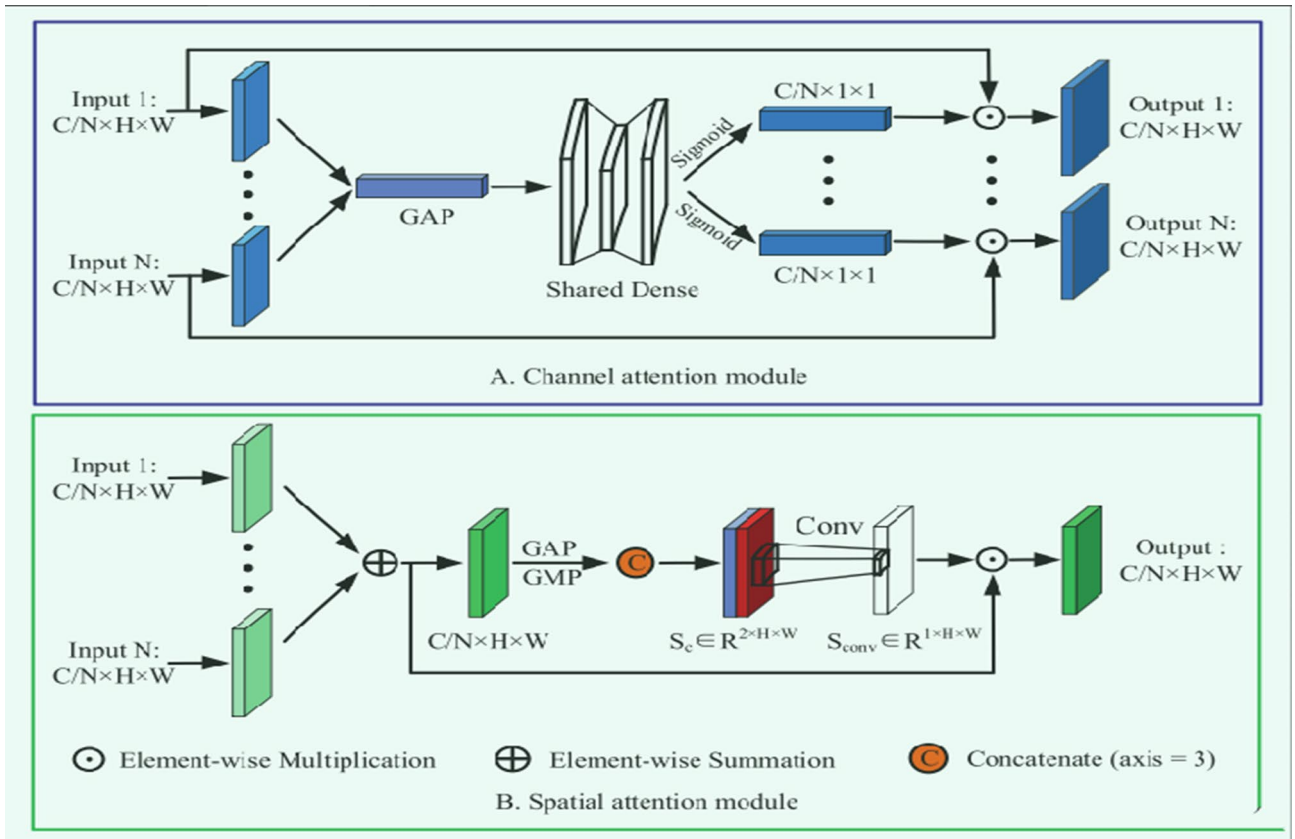 Input 1:
C/N×H×W
GAP
Input N:
C/N×H×W
Shared Dense
Sigmoid
Sigmoid
C/N×1×1
C/N×1×1
Output 1:
C/N×H×W
Output N:
C/N×H×W
A. Channel attention module
Input 1:
C/N×H×W
Input N:
C/N×H×W
C/N×H×W
GAP
GMP
C
Conv
S_c∈R^{2×H×W}
S_{conv}∈R^{1×H×W}
Output :
C/N×H×W
Element-wise Multiplication
Element-wise Summation
C Concatenate (axis = 3)
B. Spatial attention module